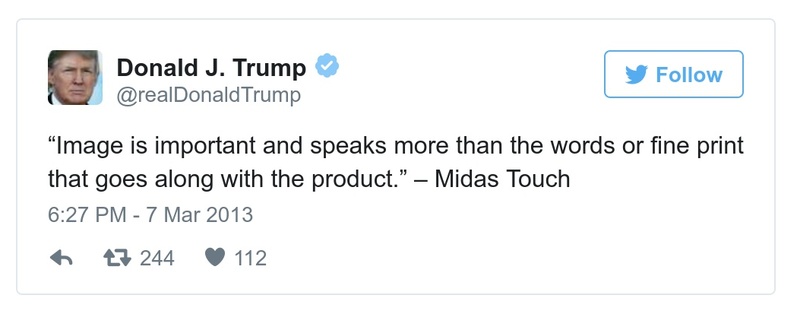 Donald J. Trump
@realDonaldTrump
Follow
“Image is important and speaks more than the words or fine print
that goes along with the product.” – Midas Touch
6:27 PM - 7 Mar 2013
244 112